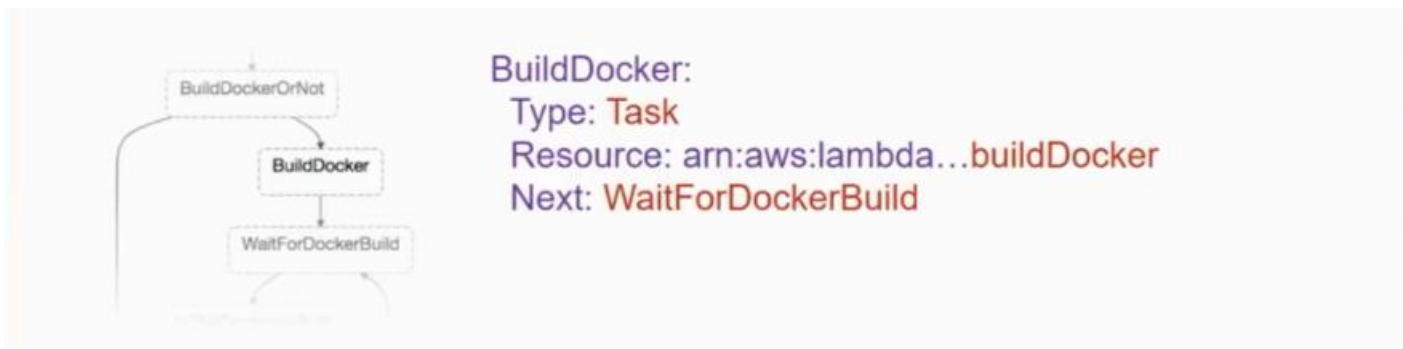 BuildDockerOrNot
BuildDocker
WaitForDockerBuild
BuildDocker:
Type: Task
Resource: arn:aws:lambda…buildDocker
Next: WaitForDockerBuild